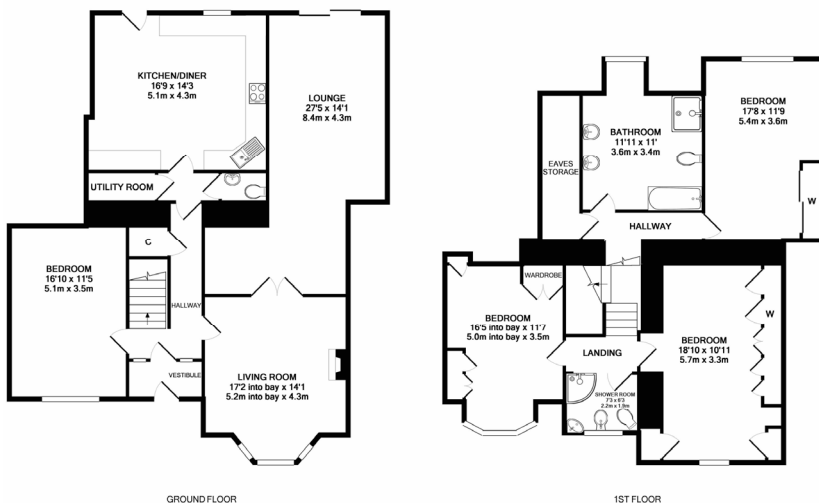 KITCHEN/DINER
16'9 x 14'3
5.1m x 4.3m
LOUNGE
27'5 x 14'1
8.4m x 4.3m
UTILITY ROOM
C
BEDROOM
16'10 x 11'5
5.1m x 3.5m
HALLWAY
VESTIBULE
LIVING ROOM
17'2 into bay x 14'1
5.2m into bay x 4.3m
GROUND FLOOR
BEDROOM
17'8 x 11'9
5.4m x 3.6m
BATHROOM
11'11 x 11'
3.6m x 3.4m
EAVES
STORAGE
W
HALLWAY
WARDROBE
BEDROOM
16'5 into bay x 11'7
5.0m into bay x 3.5m
LANDING
BEDROOM
18'10 x 10'11
5.7m x 3.3m
W
SHOWER ROOM
7'3 x 6'3
2.2m x 1.9m
1ST FLOOR